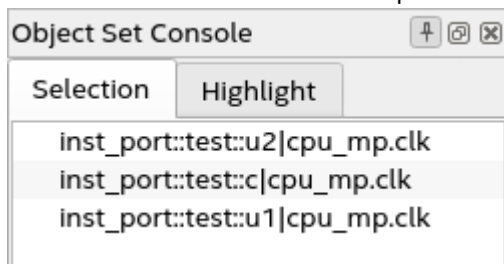 Object Set Console
Selection Highlight
inst_port::test::u2|cpu_mp.clk
inst_port::test::c|cpu_mp.clk
inst_port::test::u1|cpu_mp.clk